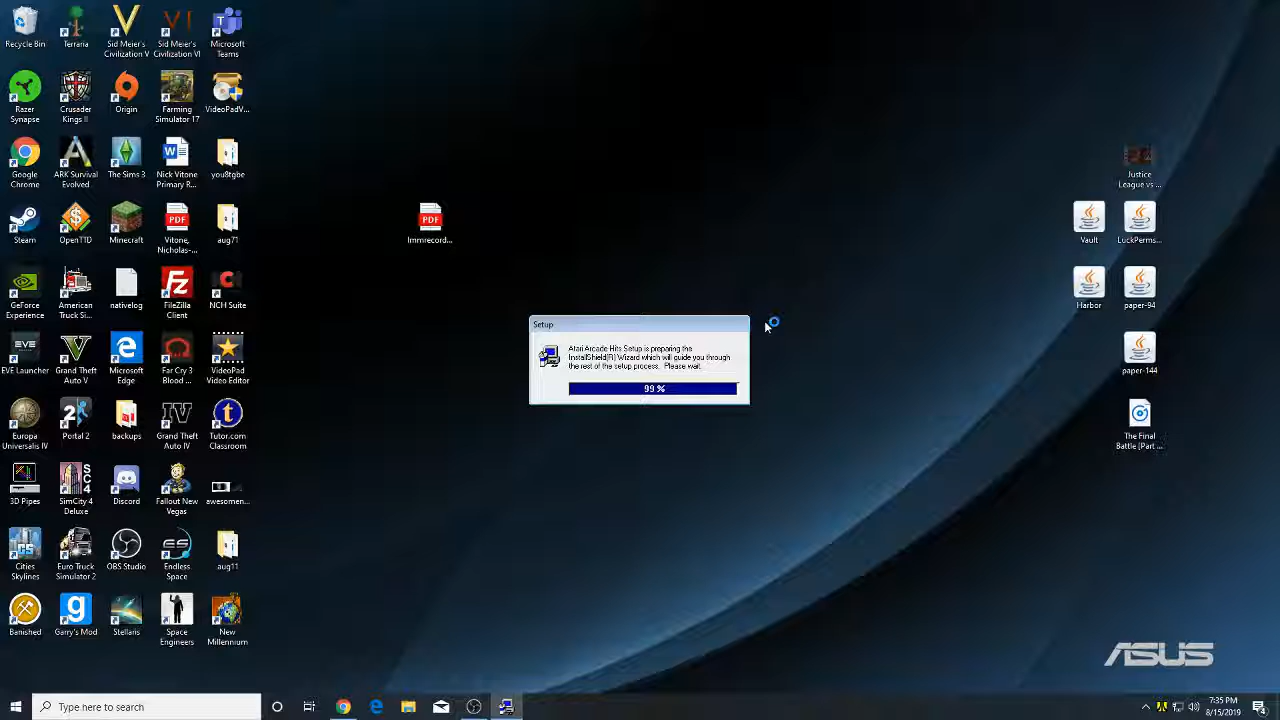 Recycle Bin
Terraria
Sid Meier's
Civilization V
Sid Meier's
Civilization VI
Microsoft
Teams
Razer
Synapse
Crusader
Kings II
Origin
Farming
Simulator 17
VideoPadV...
Google
Chrome
ARK Survival
Evolved
The Sims 3
Nick Vitone
Primary R...
you8tgbe
Steam
OpenTTD
Minecraft
Vitone,
Nicholas-...
aug71
GeForce
Experience
American
Truck Si...
nativelog
FileZilla
Client
NCH Suite
EVE Launcher
Grand Theft
Auto V
Microsoft
Edge
Far Cry 3
Blood ...
VideoPad
Video Editor
Europa
Universalis IV
Portal 2
backups
Grand Theft
Auto IV
Tutor.com
Classroom
3D Pipes
SimCity 4
Deluxe
Discord
Fallout New
Vegas
awesomen...
Cities
Skylines
Euro Truck
Simulator 2
OBS Studio
Endless
Space
aug11
Banished
Garry's Mod
Stellaris
Space
Engineers
New
Millennium
PDF
Immrecord...
Setup
Atari Arcade Hits Setup is preparing the
InstallShield(R) Wizard which will guide you through
the rest of the setup process. Please wait.
99 %
Justice
League vs ...
Vault
LuckPerms...
Harbor
paper-94
paper-144
The Final
Battle [Part ...
ASUS
Type here to search
7:35 PM
8/15/2019